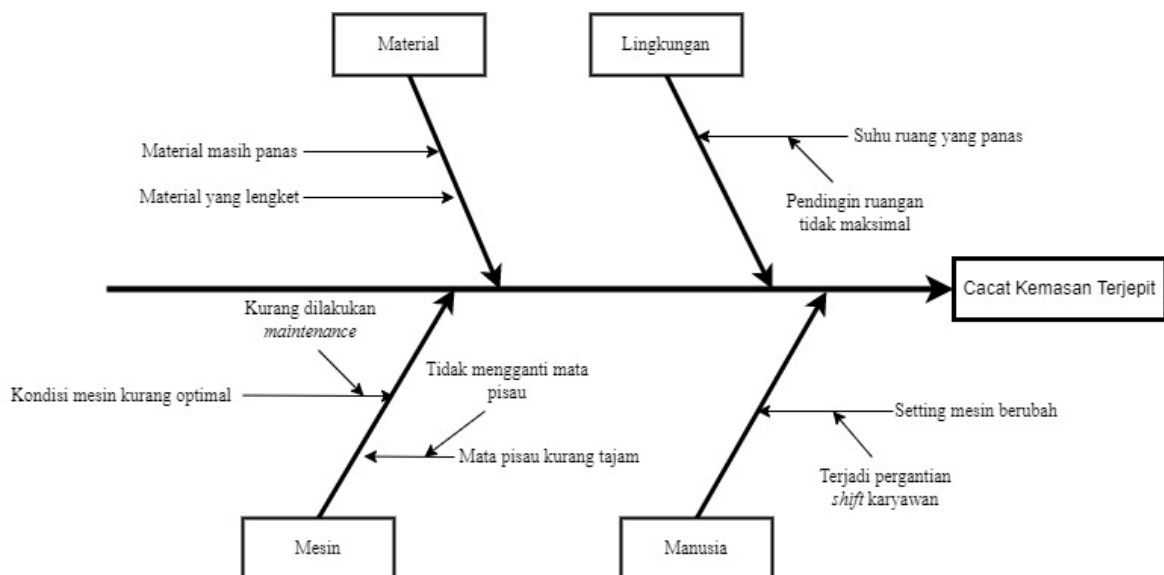 Material
Lingkungan
Material masih panas
Material yang lengket
Suhu ruang yang panas
Pendingin ruangan
tidak maksimal
Cacat Kemasan Terjepit
Kurang dilakukan
maintenance
Kondisi mesin kurang optimal
Tidak mengganti mata
pisau
Mata pisau kurang tajam
Setting mesin berubah
Terjadi pergantian
shift karyawan
Mesin
Manusia